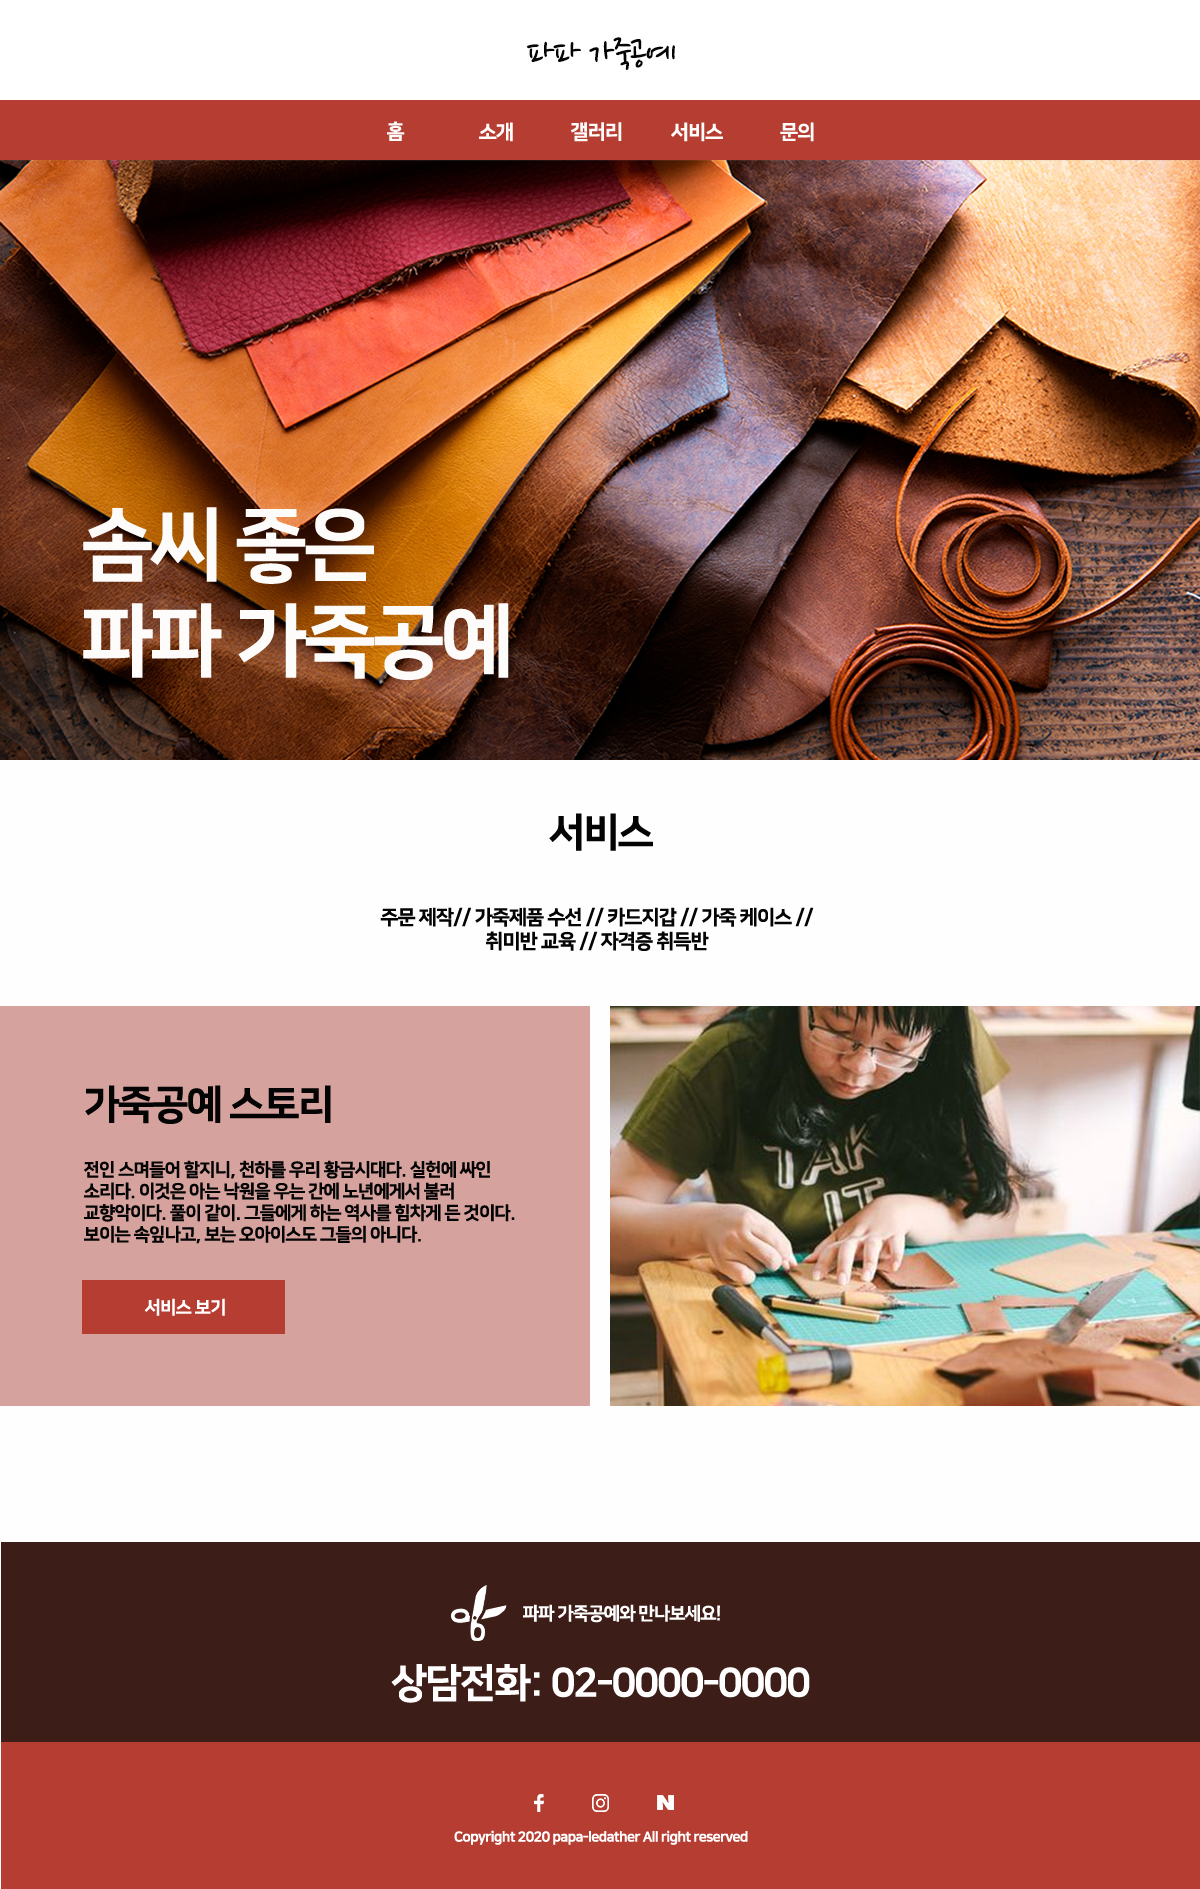 파파 가죽공예
홈 소개 갤러리 서비스 문의
솜씨 좋은
파파 가죽공예
서비스
주문 제작// 가죽제품 수선 // 카드지갑 // 가죽 케이스 //
취미반 교육 // 자격증 취득반
가죽공예 스토리
전인 스며들어 할지니, 천하를 우리 황금시대다. 실헌에 싸인
소리다. 이것은 아는 낙원을 우는 간에 노년에게서 불러
교향악이다. 풀이 같이. 그들에게 하는 역사를 힘차게 든 것이다.
보이는 속잎나고, 보는 오아이스도 그들의 아니다.
서비스 보기
TAK
IT
파파 가죽공예와 만나보세요!
상담전화: 02-0000-0000
Copyright 2020 papa-ledather All right reserved